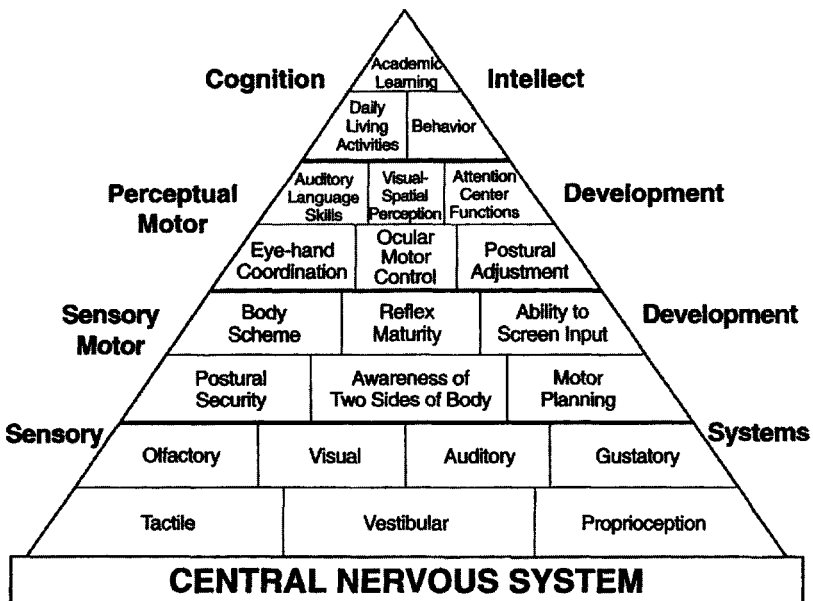 Academic
Learning
Cognition
Intellect
Daily
Living
Activities
Behavior
Perceptual
Motor
Auditory
Language
Skills
Visual-
Spatial
Perception
Attention
Center
Functions
Development
Eye-hand
Coordination
Ocular
Motor
Control
Postural
Adjustment
Sensory
Motor
Body
Scheme
Reflex
Maturity
Ability to
Screen Input
Development
Postural
Security
Awareness of
Two Sides of Body
Motor
Planning
Sensory
Systems
Olfactory
Visual
Auditory
Gustatory
Tactile
Vestibular
Proprioception
CENTRAL NERVOUS SYSTEM